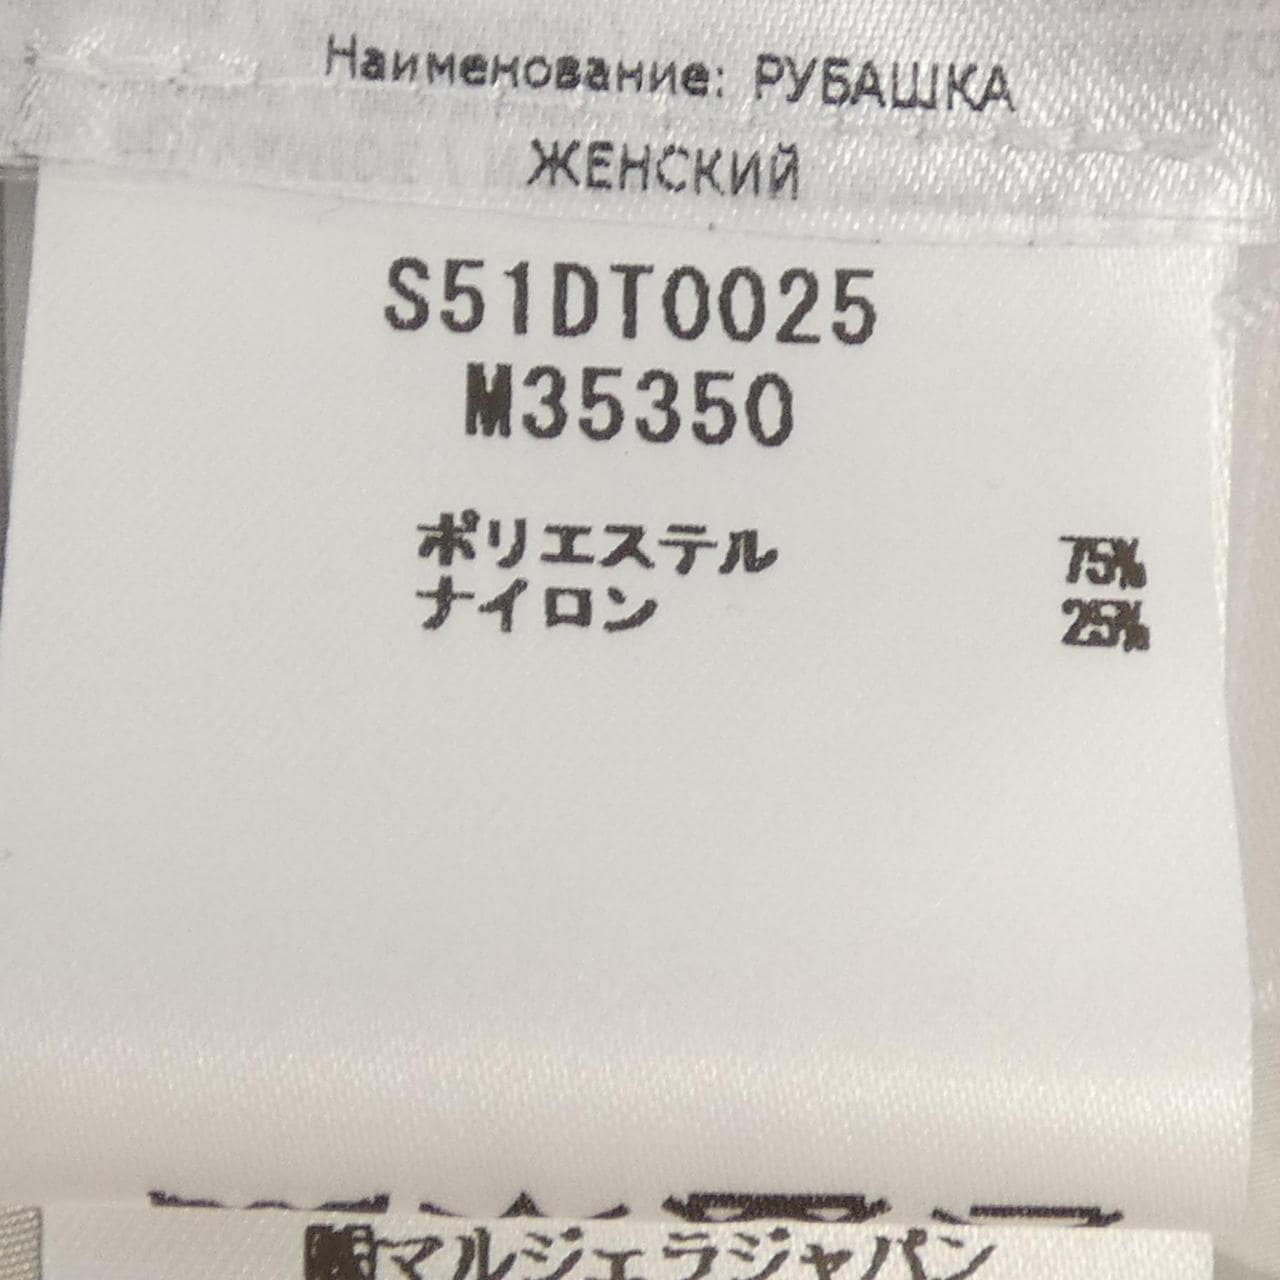 Наименование: РУБАШКА
ЖЕНСКИЙ
S51DT0025
M35350
ポリエステル 75%
ナイロン 25%
マルジェラジャパン